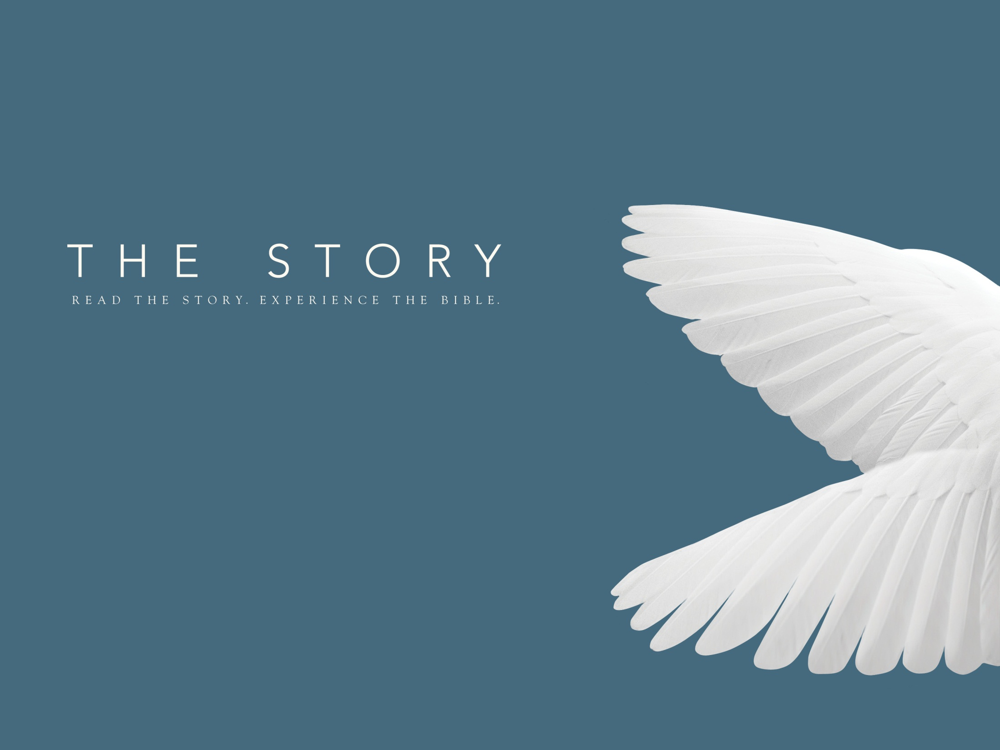 THE STORY
READ THE STORY. EXPERIENCE THE BIBLE.